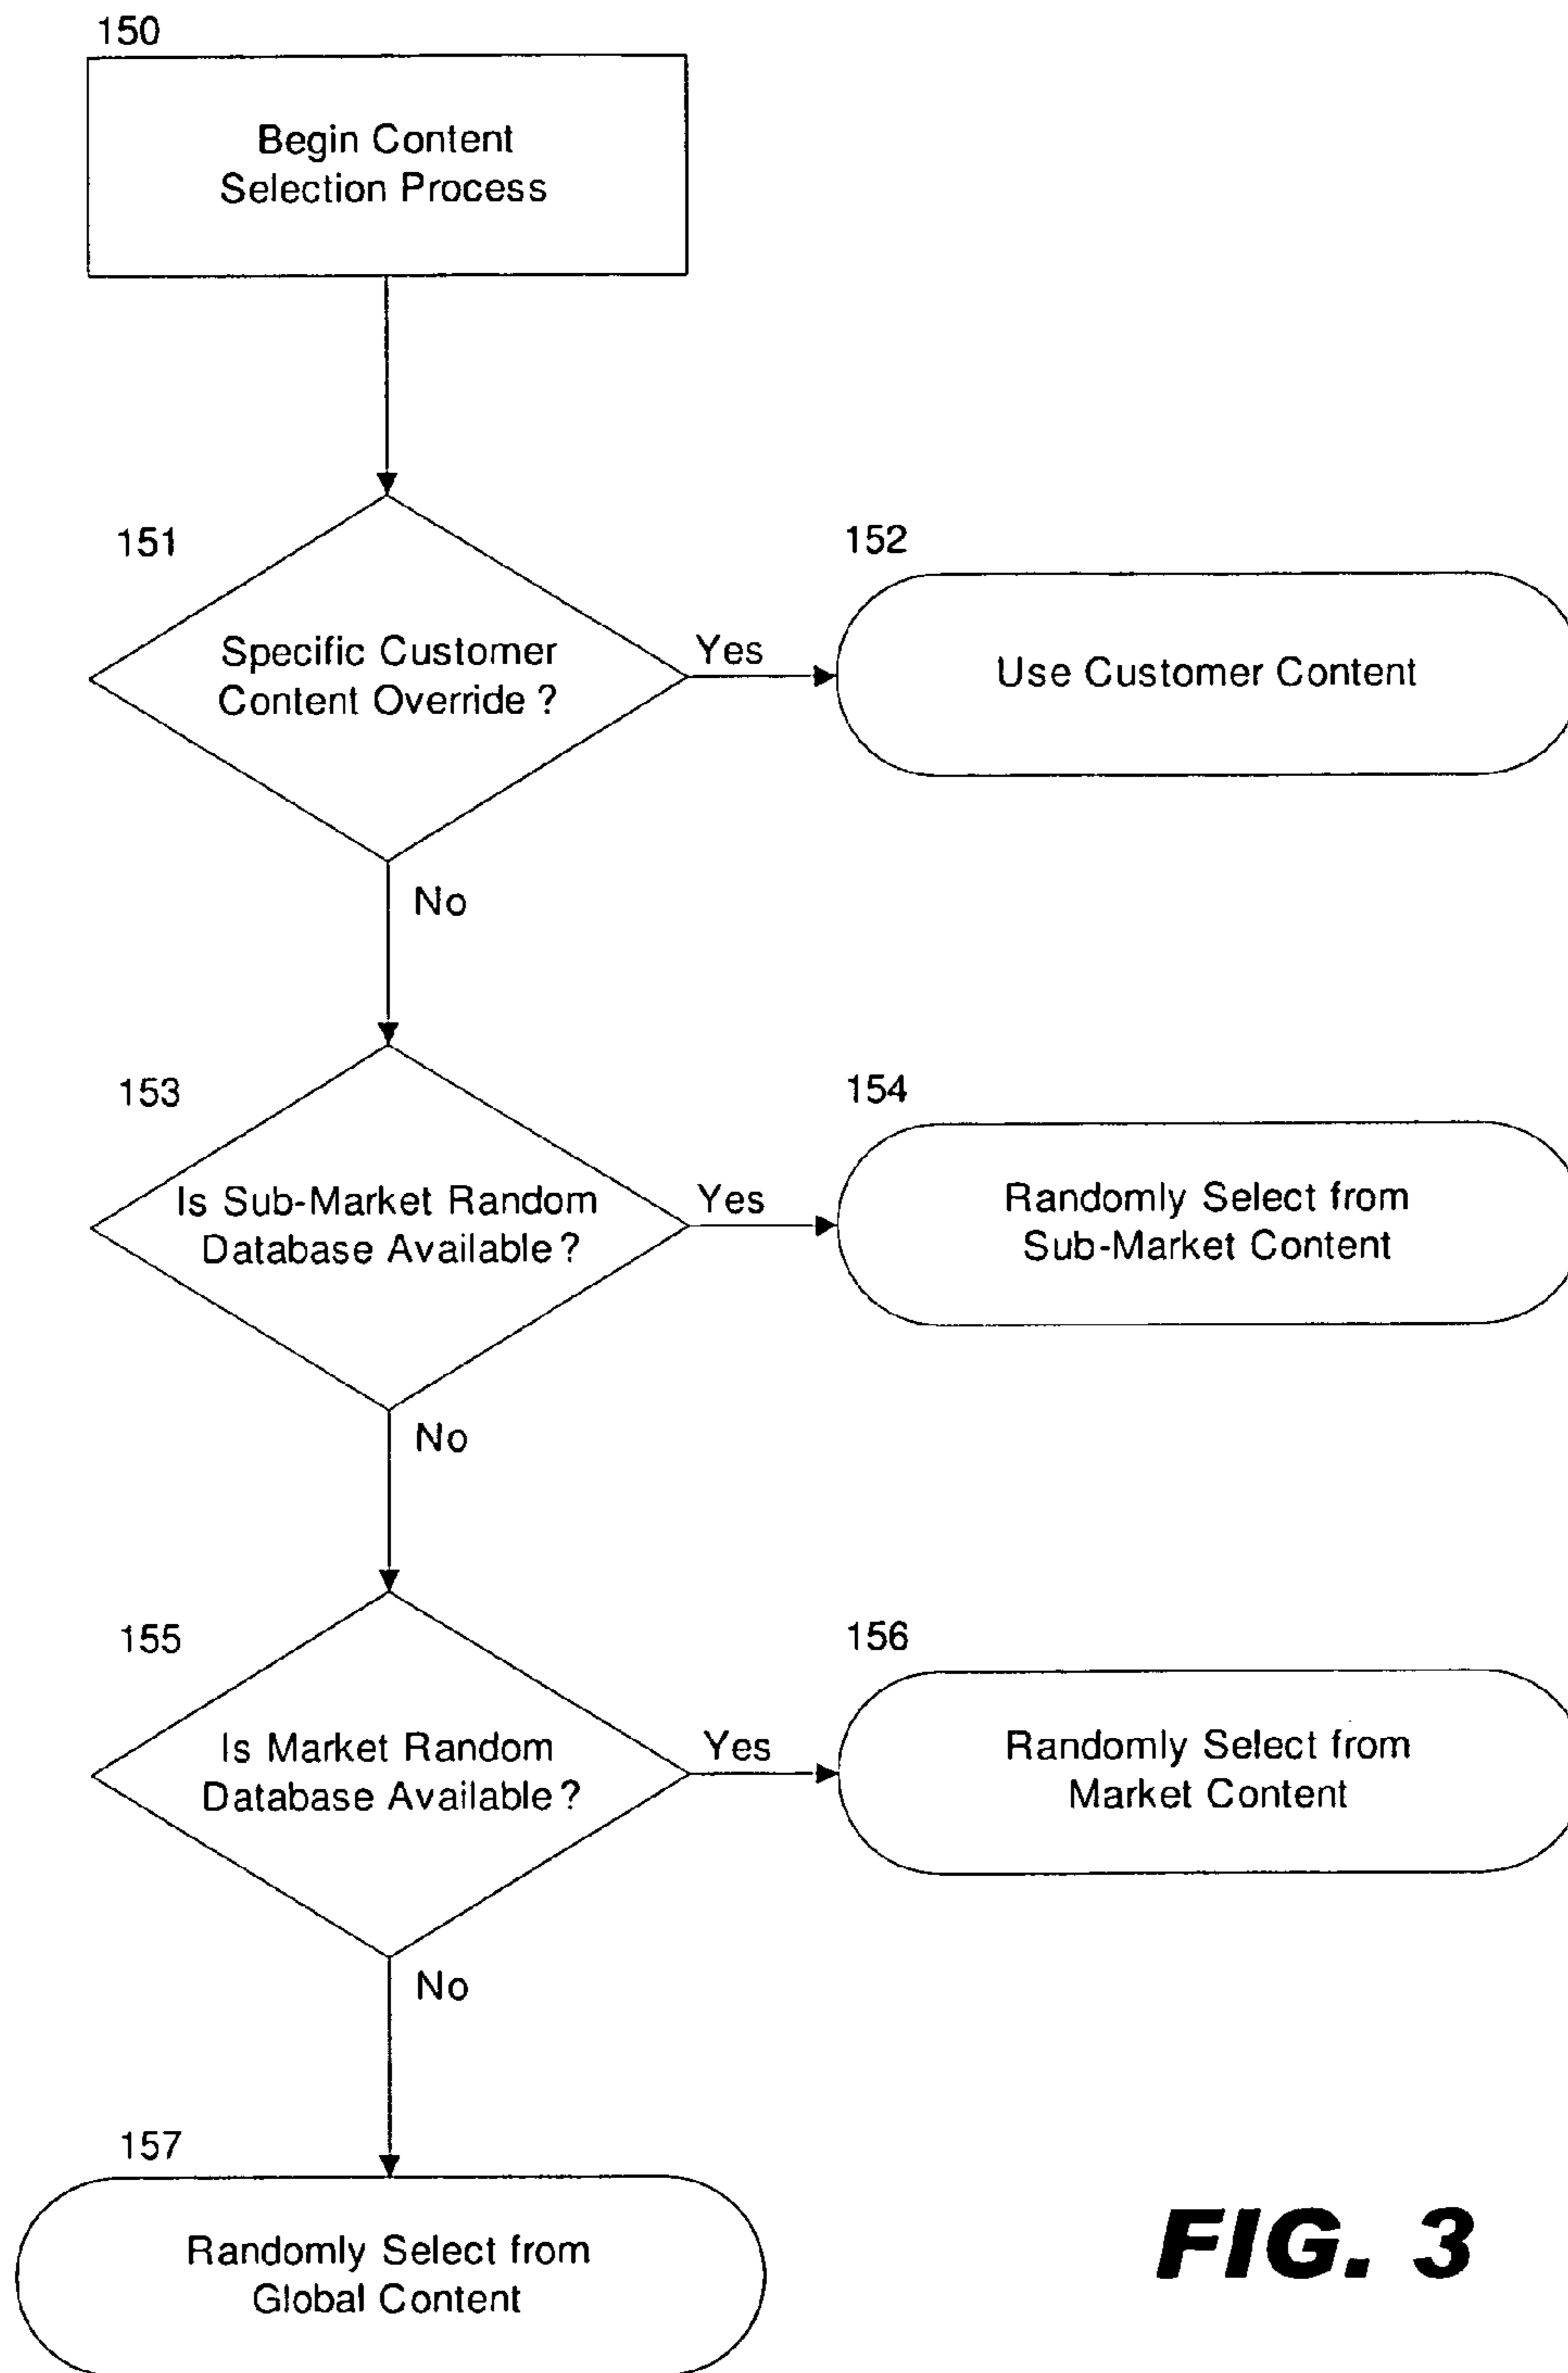 150
Begin Content
Selection Process
151
Specific Customer
Content Override ?
Yes
152
Use Customer Content
No
153
Is Sub-Market Random
Database Available ?
Yes
154
Randomly Select from
Sub-Market Content
No
155
Is Market Random
Database Available ?
Yes
156
Randomly Select from
Market Content
No
157
Randomly Select from
Global Content
FIG. 3